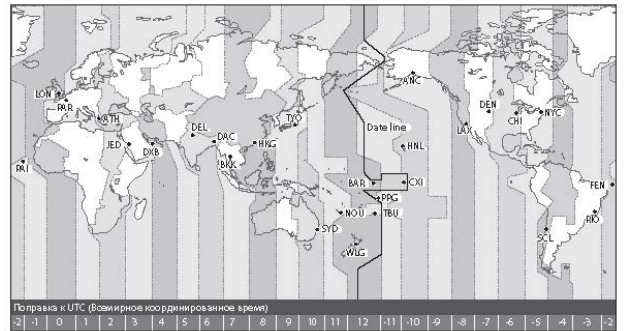 ANC
LON
DEN
NYC
PAR
CHI
ATH
TYO
LAX
Date line
DEL
DAC
HKG
HNL
JED
DXB
BKK
RAI
BAR
CXI
FEN
PPG
NOU
TBU
RIO
SYD
SCL
WLG
Поправка к UTC (Всемирное координированное время)
-2 -1 0 1 2 3 4 5 6 7 8 9 10 11 12 -11 -10 -9 -8 -7 -6 -5 -4 -3 -2